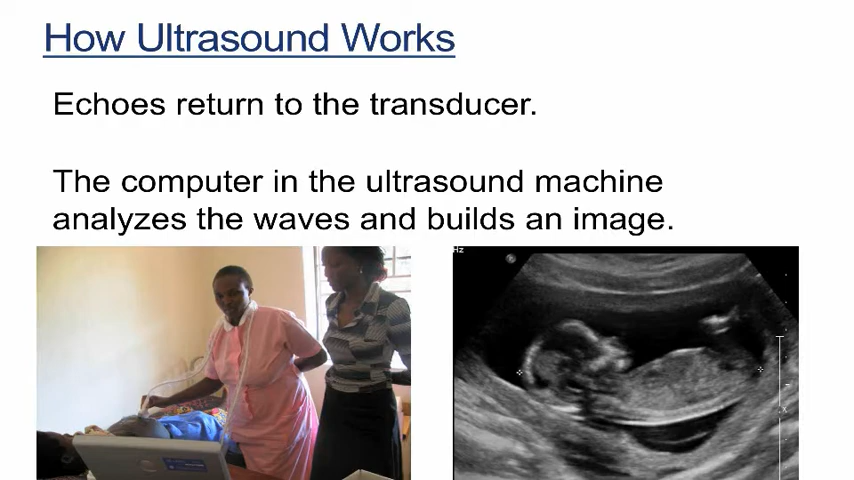 How Ultrasound Works
Echoes return to the transducer.
The computer in the ultrasound machine
analyzes the waves and builds an image.
Hz